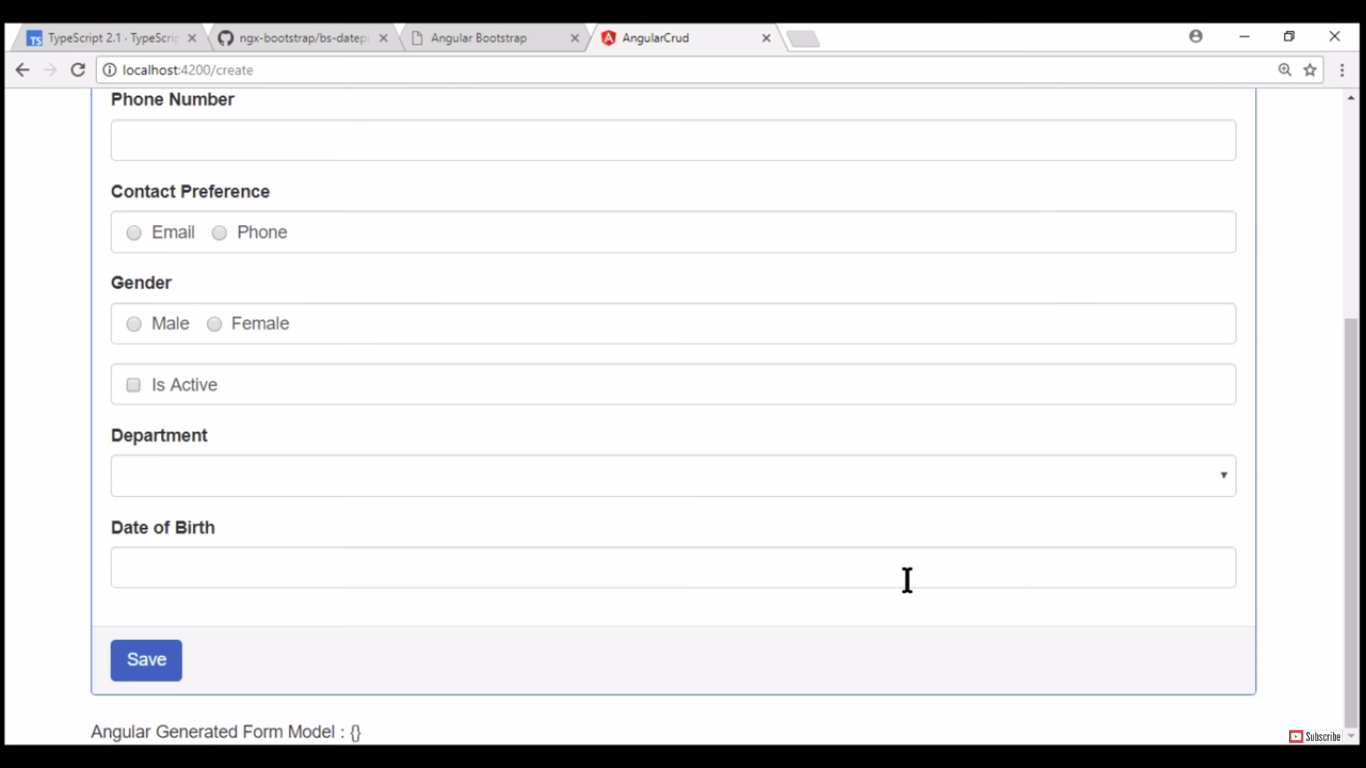 TypeScript 2.1 · TypeScrip
ngx-bootstrap/bs-datepi
Angular Bootstrap
AngularCrud
localhost:4200/create
Phone Number
Contact Preference
Email Phone
Gender
Male Female
Is Active
Department
Date of Birth
Save
Angular Generated Form Model : {}
Subscribe